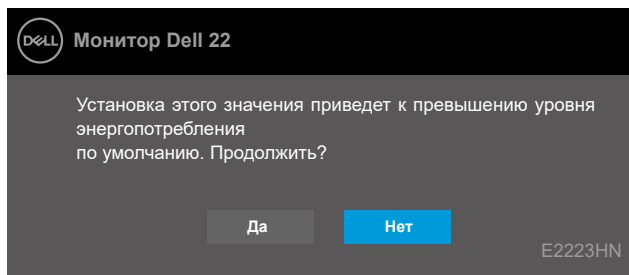 DELL Монитор Dell 22
Установка этого значения приведет к превышению уровня
энергопотребления
по умолчанию. Продолжить?
Да Нет
E2223HN